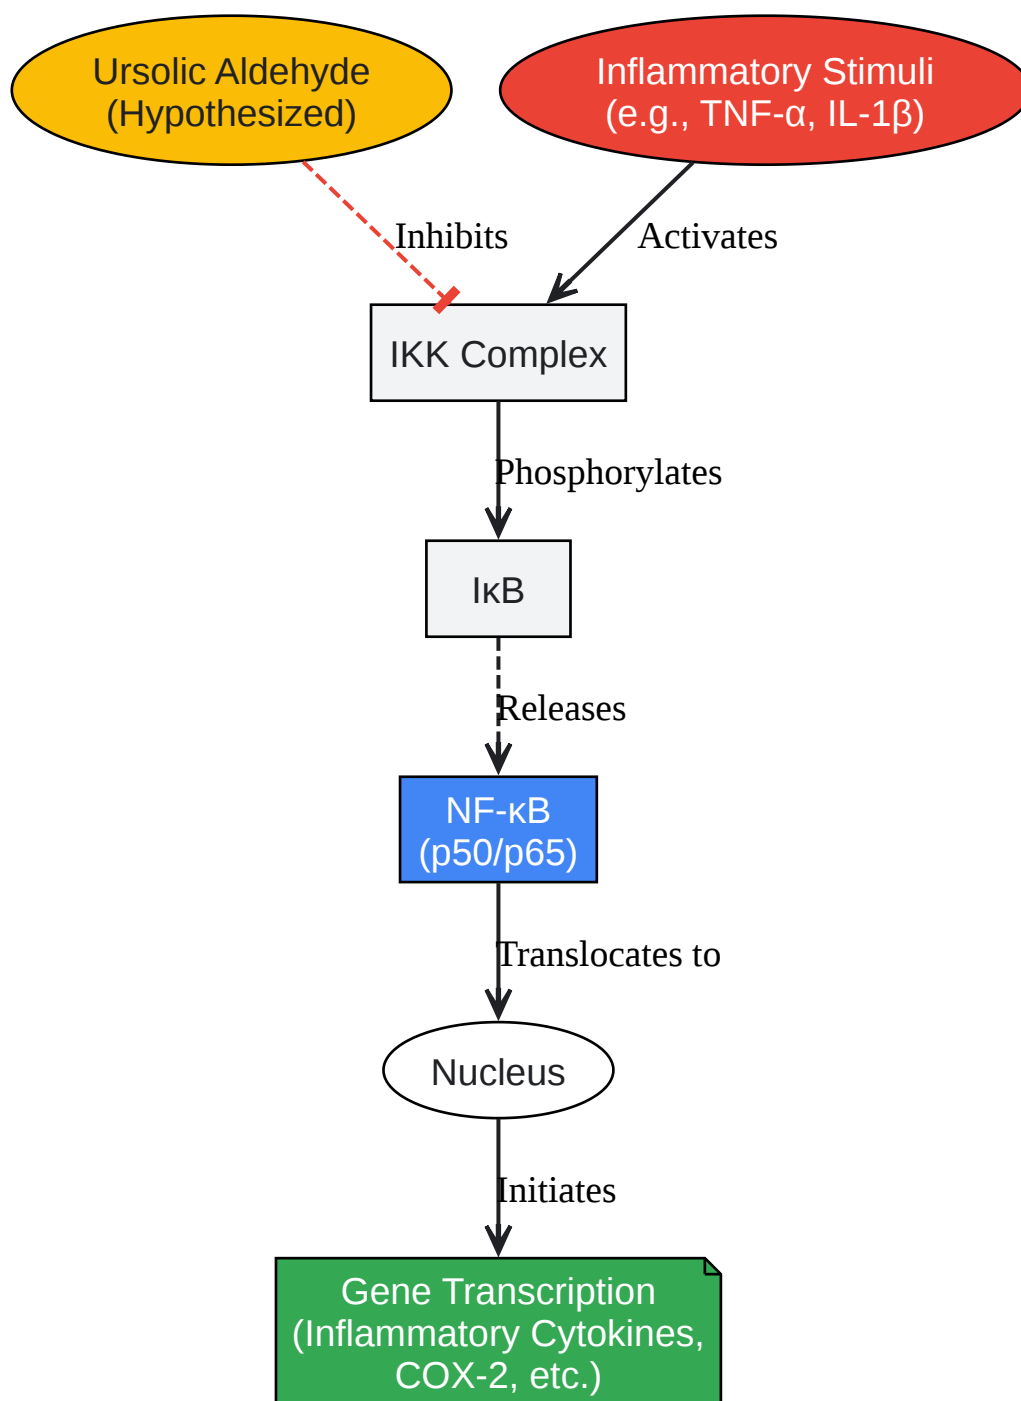 Ursolic Aldehyde
(Hypothesized)
Inflammatory Stimuli
(e.g., TNF-α, IL-1β)
Inhibits
Activates
IKK Complex
Phosphorylates
IκB
Releases
NF-κB
(p50/p65)
Translocates to
Nucleus
Initiates
Gene Transcription
(Inflammatory Cytokines,
COX-2, etc.)